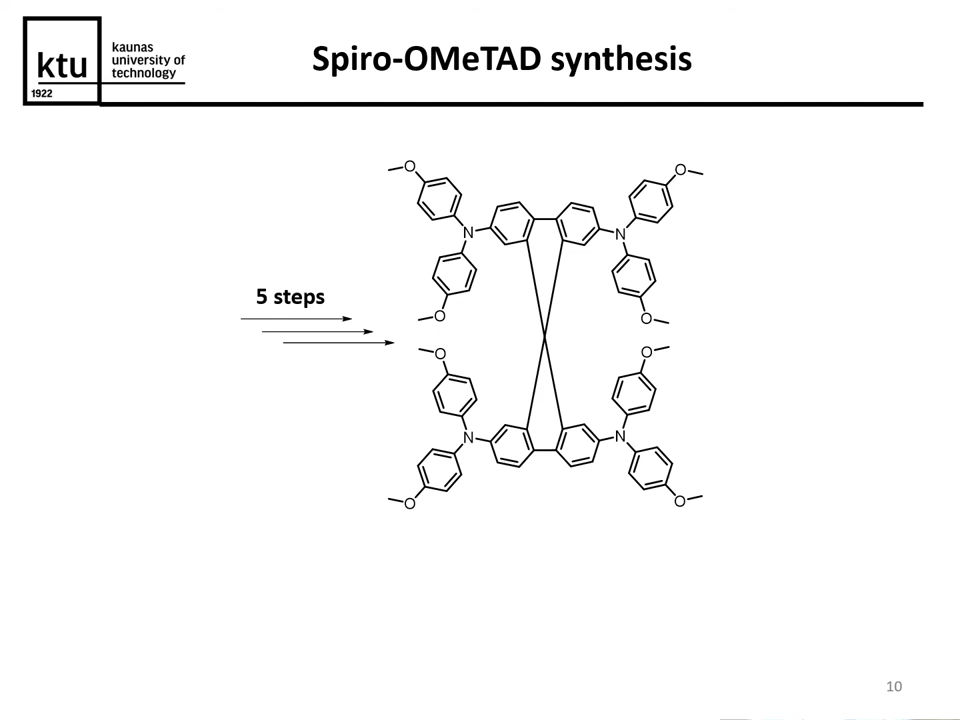 ktu
1922
kaunas
university of
technology
Spiro-OMeTAD synthesis
5 steps
O
O
N
N
O
O
O
O
N
N
O
O
10